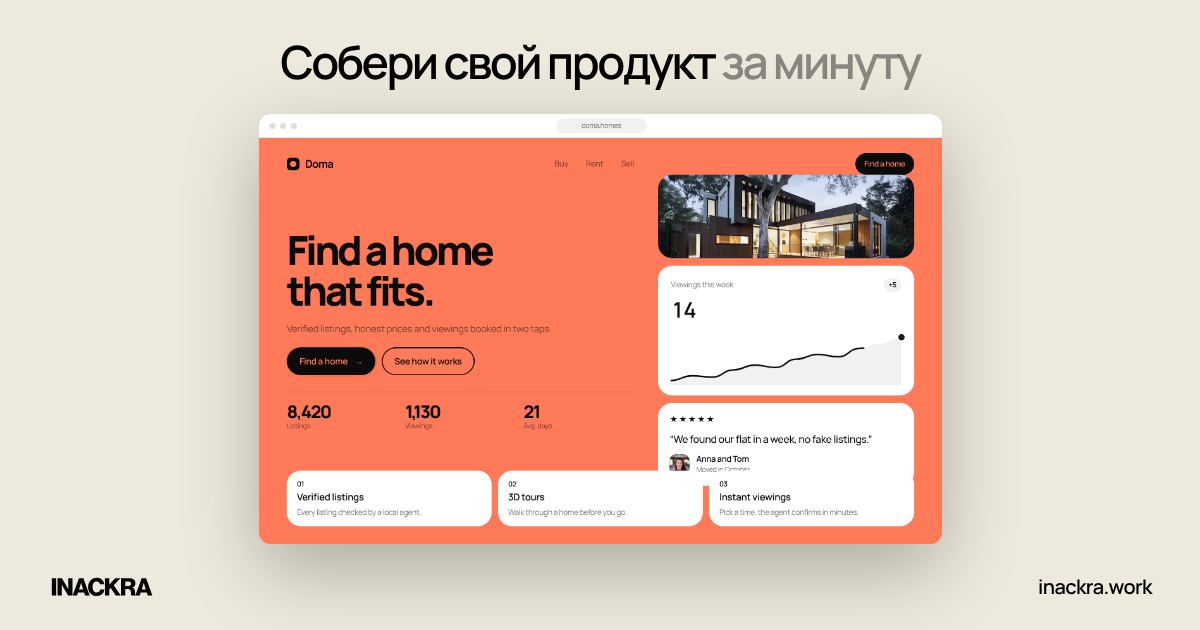 Собери свой продукт за минуту
doma.homes
Doma
Buy Rent Sell
Find a home
Find a home
that fits.
Verified listings, honest prices and viewings booked in two taps.
Find a home →
See how it works
8,420
Listings
1,130
Viewings
21
Avg. days
Viewings this week
+5
14
★★★★★
“We found our flat in a week, no fake listings.”
Anna and Tom
Moved in October
01
Verified listings
Every listing checked by a local agent.
02
3D tours
Walk through a home before you go.
03
Instant viewings
Pick a time, the agent confirms in minutes.
INACKRA
inackra.work